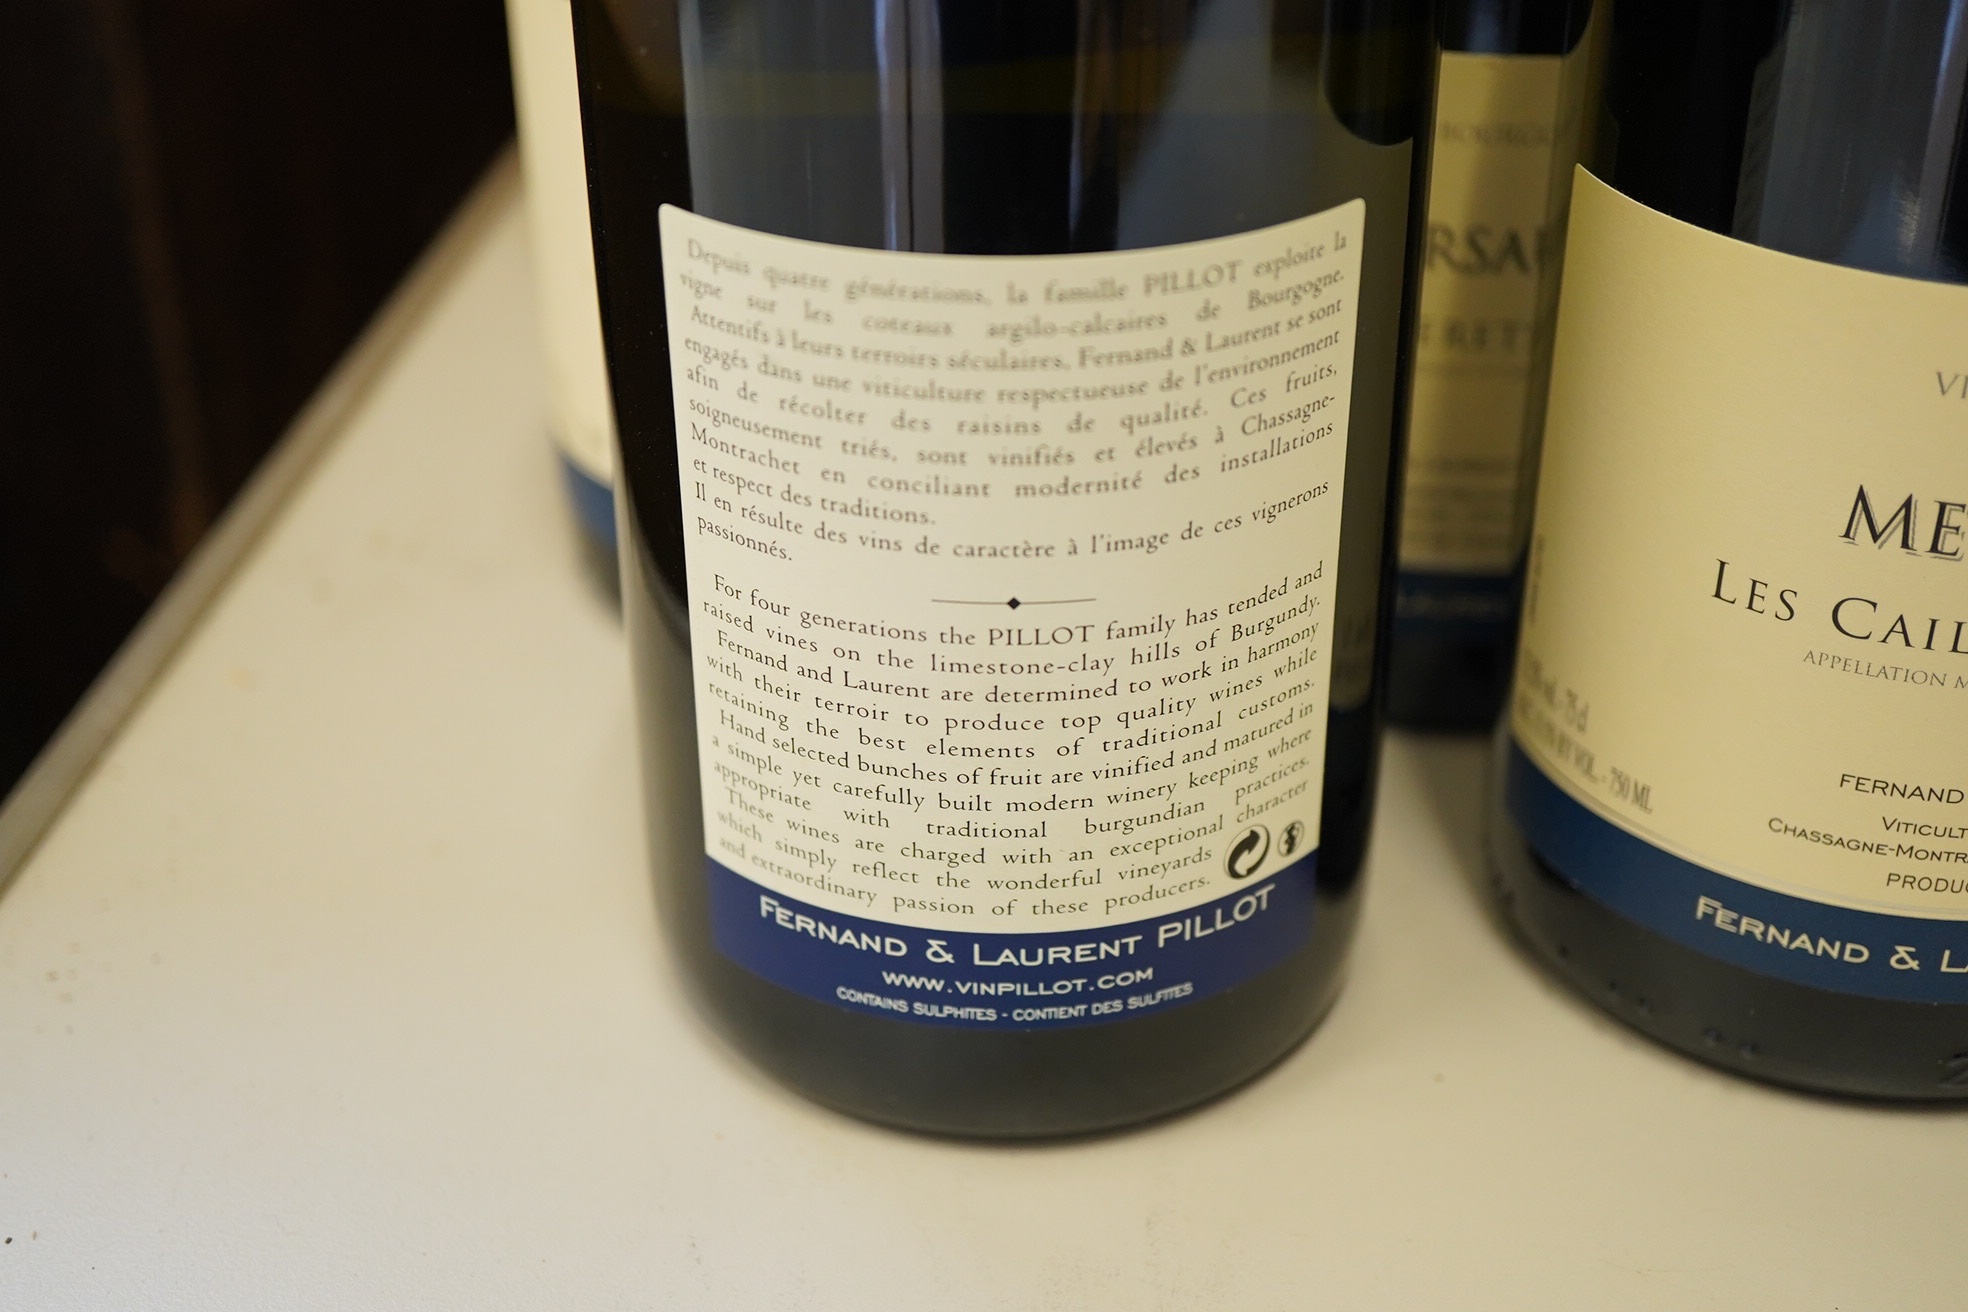 Depuis quatre générations, la famille PILLOT exploite la
vigne sur les coteaux argilo-calcaires de Bourgogne.
Attentifs à leurs terroirs séculaires, Fernand & Laurent se sont
engagés dans une viticulture respectueuse de l'environnement
afin de récolter des raisins de qualité. Ces fruits,
soigneusement triés, sont vinifiés et élevés à Chassagne-
Montrachet en conciliant modernité des installations
et respect des traditions.
Il en résulte des vins de caractère à l'image de ces vignerons
passionnés.
For four generations the PILLOT family has tended and
raised vines on the limestone-clay hills of Burgundy.
Fernand and Laurent are determined to work in harmony
with their terroir to produce top quality wines while
retaining the best elements of traditional customs.
Hand selected bunches of fruit are vinified and matured in
a simple yet carefully built modern winery keeping where
appropriate with traditional burgundian practices.
These wines are charged with an exceptional character
which simply reflect the wonderful vineyards
and extraordinary passion of these producers.
FERNAND & LAURENT PILLOT
WWW.VINPILLOT.COM
CONTAINS SULPHITES - CONTIENT DES SULFITES
RSA
VI
ME
LES CAIL
APPELLATION M
75 cl
BY VOL. - 750 ML
FERNAND
VITICULT
CHASSAGNE-MONTR
PRODU
FERNAND & L